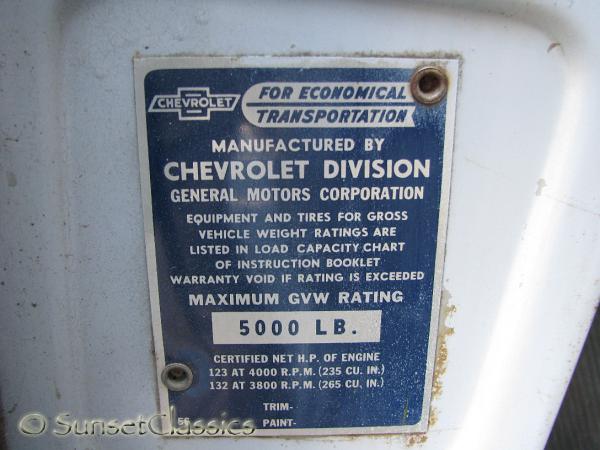 CHEVROLET
FOR ECONOMICAL
TRANSPORTATION
MANUFACTURED BY
CHEVROLET DIVISION
GENERAL MOTORS CORPORATION
EQUIPMENT AND TIRES FOR GROSS
VEHICLE WEIGHT RATINGS ARE
LISTED IN LOAD CAPACITY CHART
OF INSTRUCTION BOOKLET
WARRANTY VOID IF RATING IS EXCEEDED
MAXIMUM GVW RATING
5000 LB.
CERTIFIED NET H.P. OF ENGINE
123 AT 4000 R.P.M. (235 CU. IN.)
132 AT 3800 R.P.M. (265 CU. IN.)
TRIM-
PAINT-
© SunsetClassics